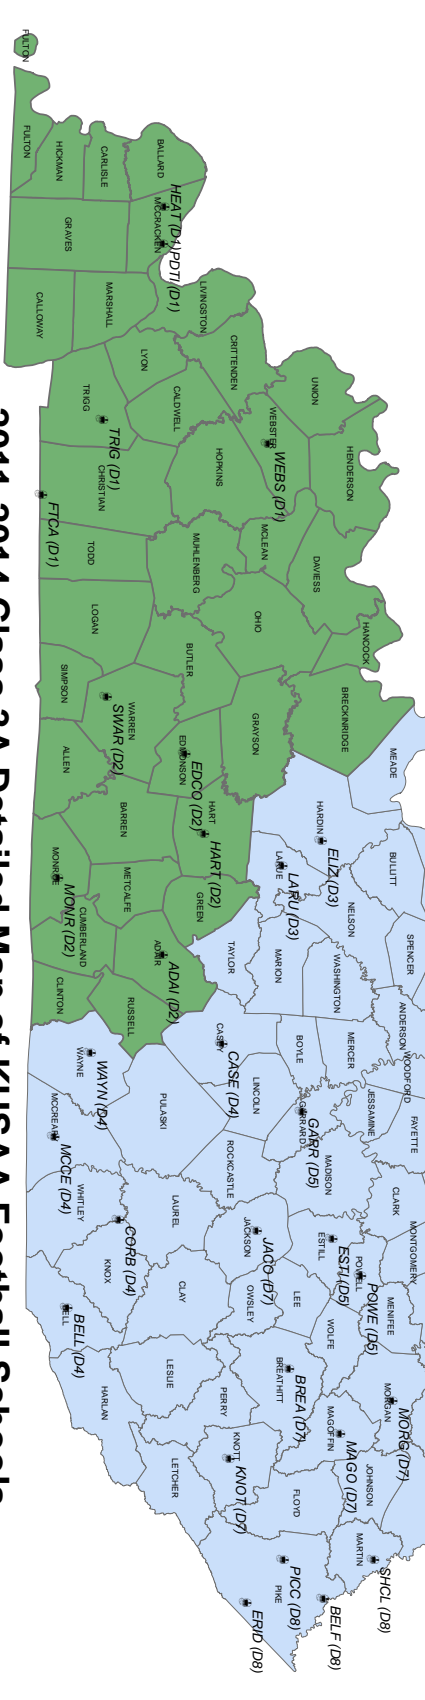 FULTON
FULTON
HICKMAN
CARLISLE
BALLARD
MCCRACKEN
HEAT (D1)
PDTI (D1)
GRAVES
CALLOWAY
MARSHALL
LIVINGSTON
CRITTENDEN
LYON
CALDWELL
TRIGG
TRIG (D1)
CHRISTIAN
FTCA (D1)
HOPKINS
WEBSTER
WEBS (D1)
UNION
HENDERSON
MCLEAN
DAVIESS
MUHLENBERG
TODD
LOGAN
OHIO
HANCOCK
BUTLER
BRECKINRIDGE
GRAYSON
SIMPSON
WARREN
SWAR (D2)
ALLEN
EDMONSON
EDCO (D2)
BARREN
HART
HART (D2)
MONROE
MONR (D2)
METCALFE
GREEN
CUMBERLAND
ADAIR
ADAI (D2)
CLINTON
RUSSELL
MEADE
HARDIN
ELIZ (D3)
BULLITT
LARUE
LARU (D3)
NELSON
SPENCER
TAYLOR
MARION
WASHINGTON
ANDERSON
WOODFORD
MERCER
BOYLE
CASEY
CASE (D4)
WAYNE
WAYN (D4)
PULASKI
LINCOLN
GARRARD
GARR (D5)
JESSAMINE
FAYETTE
MCCREARY
MCCE (D4)
ROCKCASTLE
MADISON
CLARK
WHITLEY
CORB (D4)
LAUREL
JACKSON
JACO (D7)
ESTILL
ESTI (D5)
POWELL
POWE (D5)
MONTGOMERY
MENIFEE
KNOX
CLAY
OWSLEY
LEE
WOLFE
BELL
BELL (D4)
HARLAN
LESLIE
PERRY
BREATHITT
BREA (D7)
MORGAN
MORG (D7)
MAGOFFIN
MAGO (D7)
JOHNSON
KNOTT
KNOT (D7)
LETCHER
FLOYD
MARTIN
SHCL (D8)
PIKE
PICC (D8)
BELF (D8)
ERID (D8)
2011-2014 Class 2A Detailed Map of KHSAA Football Schools